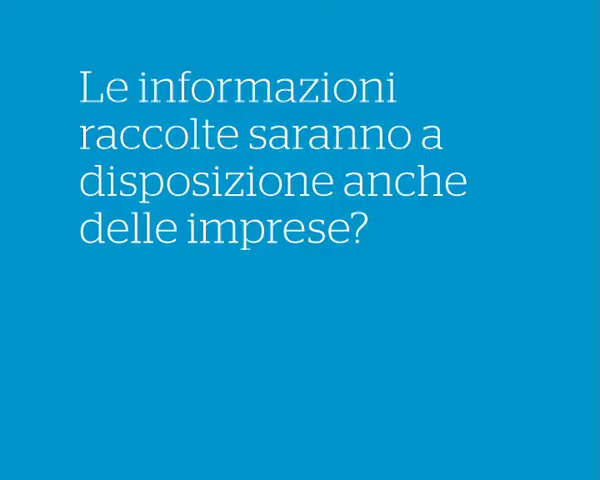 Le informazioni
raccolte saranno a
disposizione anche
delle imprese?